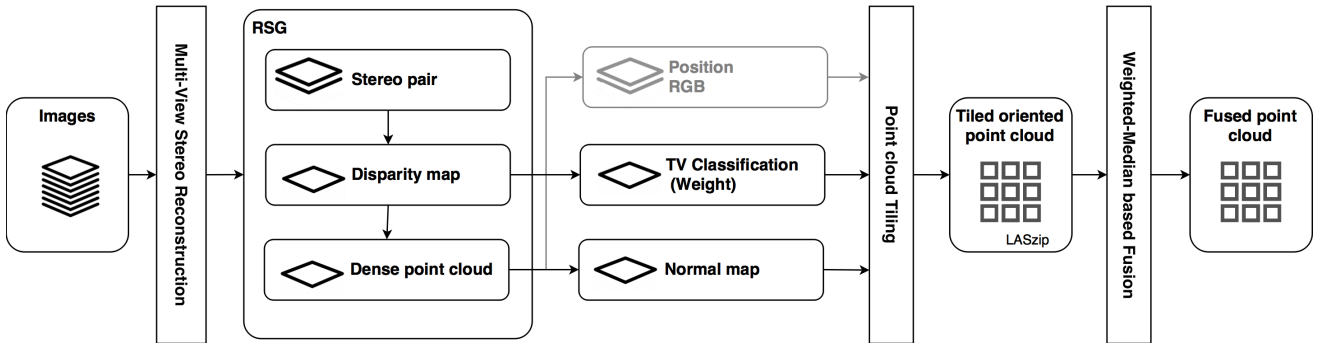 Images
Multi-View Stereo Reconstruction
RSG
Stereo pair
Disparity map
Dense point cloud
Position
RGB
TV Classification
(Weight)
Normal map
Point cloud Tiling
Tiled oriented
point cloud
LASzip
Weighted-Median based Fusion
Fused point
cloud